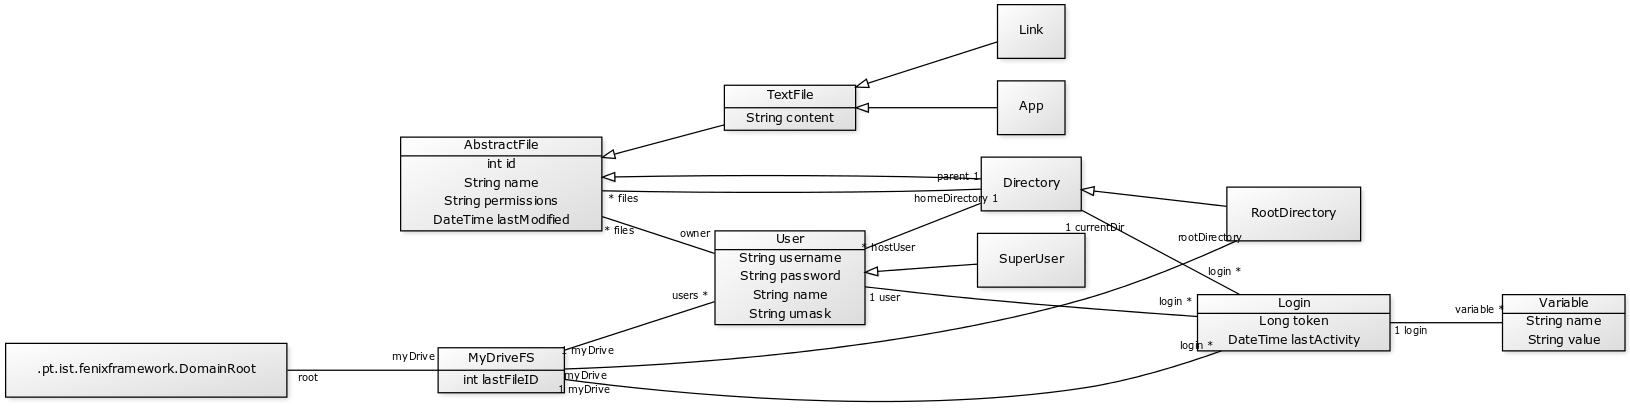 Link
App
TextFile
String content
AbstractFile
int id
String name
String permissions
DateTime lastModified
parent 1
* files
Directory
homeDirectory 1
* files
owner
RootDirectory
1 currentDir
rootDirectory
User
String username
String password
String name
String umask
* hostUser
SuperUser
login *
users *
1 user
login *
Login
Long token
DateTime lastActivity
variable *
1 login
Variable
String name
String value
login *
.pt.ist.fenixframework.DomainRoot
root
myDrive
1 myDrive
MyDriveFS
int lastFileID
myDrive
1 myDrive